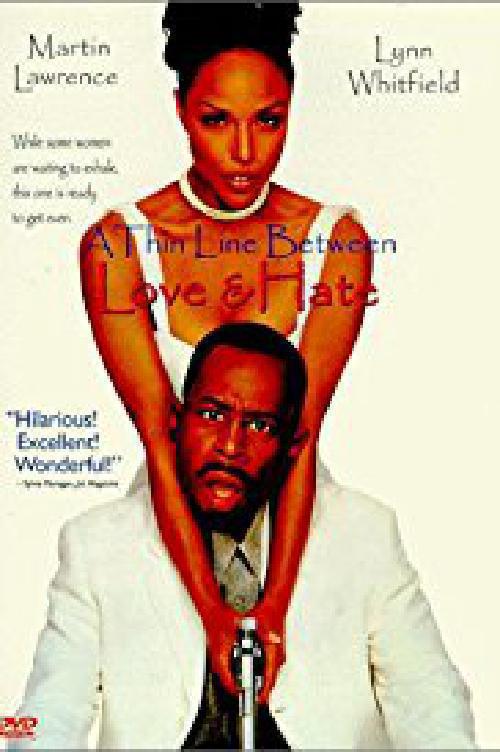 Martin
Lawrence
Lynn
Whitfield
While some women
are waiting to exhale,
this one is ready
to get even.
A Thin Line Between
Love & Hate
"Hilarious!
Excellent!
Wonderful!"
DVD